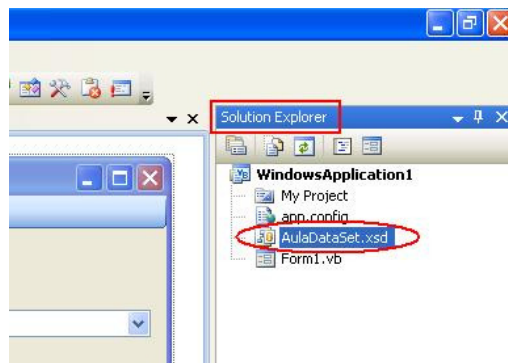 Solution Explorer
WindowsApplication1
My Project
app.config
AulaDataSet.xsd
Form1.vb